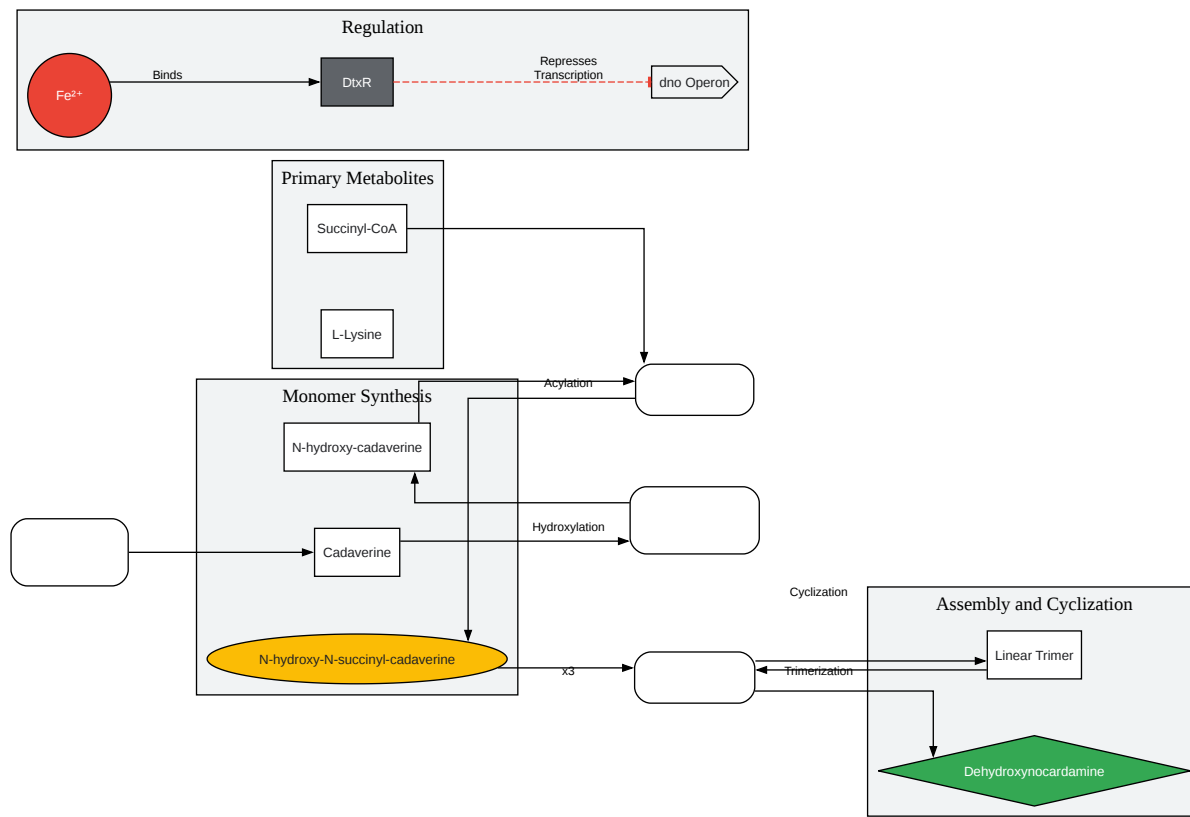 Regulation
Fe²⁺
Binds
DtxR
Represses
Transcription
dno Operon
Primary Metabolites
Succinyl-CoA
L-Lysine
Monomer Synthesis
Acylation
N-hydroxy-cadaverine
Hydroxylation
Cadaverine
N-hydroxy-N-succinyl-cadaverine
x3
Cyclization
Assembly and Cyclization
Linear Trimer
Trimerization
Dehydroxynocardamine